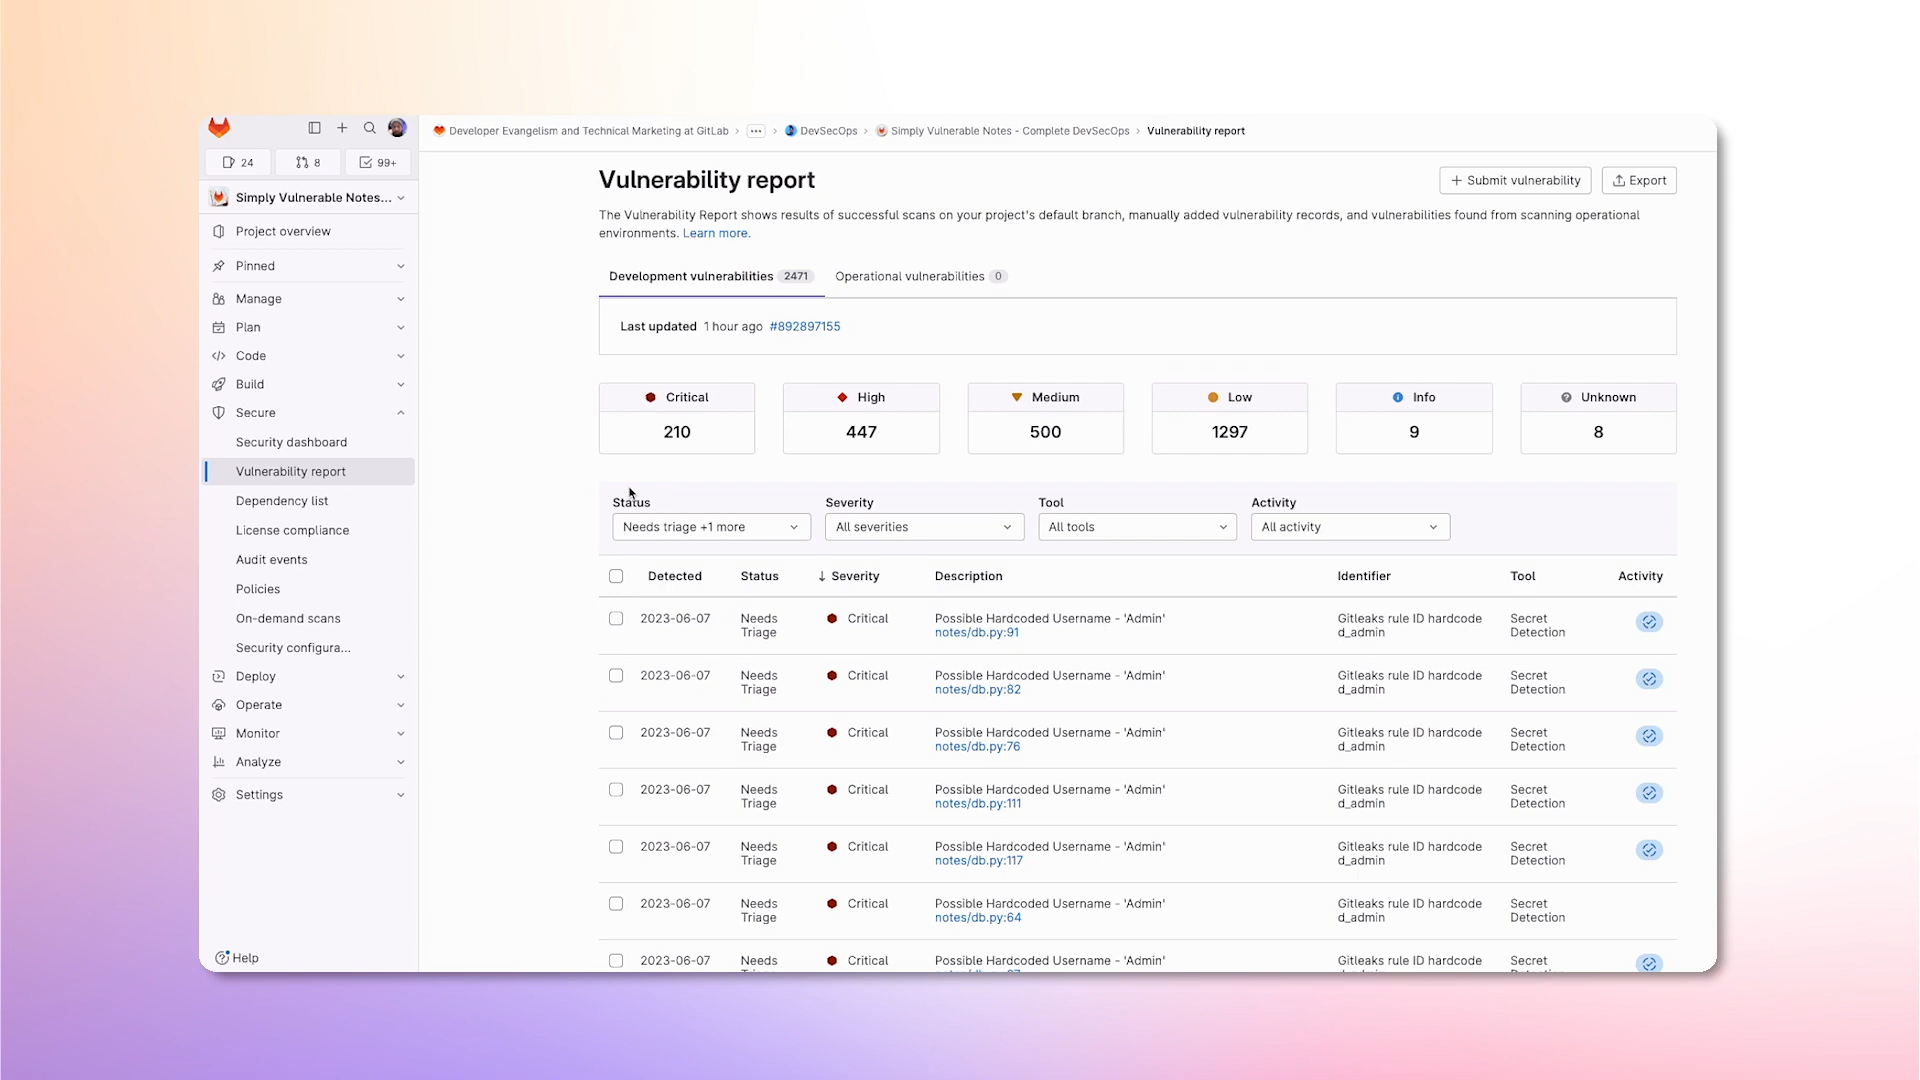 Developer Evangelism and Technical Marketing at GitLab › ... › DevSecOps › Simply Vulnerable Notes - Complete DevSecOps › Vulnerability report
24
8
99+
Simply Vulnerable Notes...
Project overview
Pinned
Manage
Plan
Code
Build
Secure
Security dashboard
Vulnerability report
Dependency list
License compliance
Audit events
Policies
On-demand scans
Security configura...
Deploy
Operate
Monitor
Analyze
Settings
Help
Vulnerability report
+ Submit vulnerability
Export
The Vulnerability Report shows results of successful scans on your project's default branch, manually added vulnerability records, and vulnerabilities found from scanning operational
environments. Learn more.
Development vulnerabilities 2471 Operational vulnerabilities 0
Last updated 1 hour ago #892897155
Critical High Medium Low Info Unknown
210 447 500 1297 9 8
Status Severity Tool Activity
Needs triage +1 more All severities All tools All activity
Detected Status ↓ Severity Description Identifier Tool Activity
2023-06-07 Needs Critical Possible Hardcoded Username - 'Admin' Gitleaks rule ID hardcode Secret
Triage notes/db.py:91 d_admin Detection
2023-06-07 Needs Critical Possible Hardcoded Username - 'Admin' Gitleaks rule ID hardcode Secret
Triage notes/db.py:82 d_admin Detection
2023-06-07 Needs Critical Possible Hardcoded Username - 'Admin' Gitleaks rule ID hardcode Secret
Triage notes/db.py:76 d_admin Detection
2023-06-07 Needs Critical Possible Hardcoded Username - 'Admin' Gitleaks rule ID hardcode Secret
Triage notes/db.py:111 d_admin Detection
2023-06-07 Needs Critical Possible Hardcoded Username - 'Admin' Gitleaks rule ID hardcode Secret
Triage notes/db.py:117 d_admin Detection
2023-06-07 Needs Critical Possible Hardcoded Username - 'Admin' Gitleaks rule ID hardcode Secret
Triage notes/db.py:64 d_admin Detection
2023-06-07 Needs Critical Possible Hardcoded Username - 'Admin' Gitleaks rule ID hardcode Secret